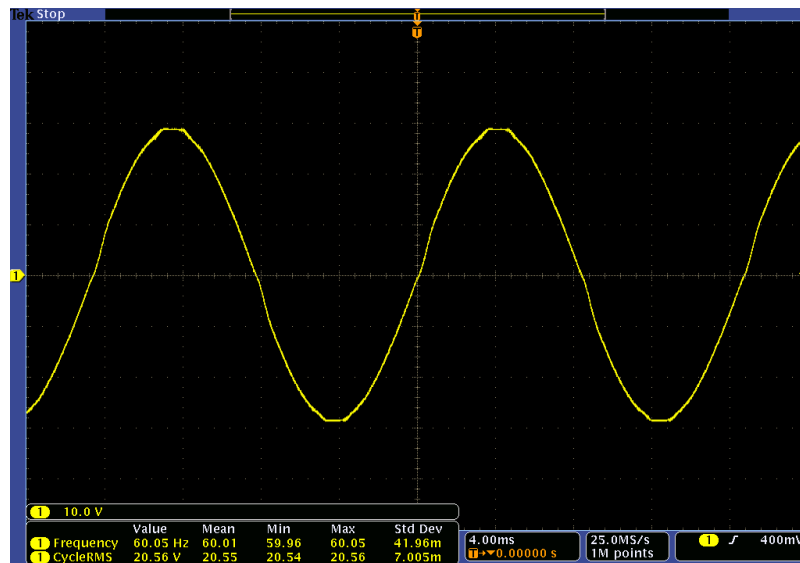 Tek Stop
T
T
1
1 10.0 V
Value Mean Min Max Std Dev
1 Frequency 60.05 Hz 60.01 59.96 60.05 41.96m
1 CycleRMS 20.56 V 20.55 20.54 20.56 7.005m
4.00ms
T→▼0.00000 s
25.0MS/s
1M points
1 400mV